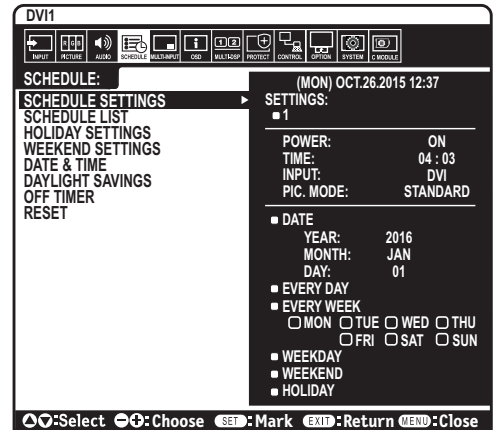 DVI1
INPUT PICTURE AUDIO SCHEDULE MULTI-INPUT OSD MULTI-DSP PROTECT CONTROL OPTION SYSTEM C MODULE
SCHEDULE:
SCHEDULE SETTINGS
SCHEDULE LIST
HOLIDAY SETTINGS
WEEKEND SETTINGS
DATE & TIME
DAYLIGHT SAVINGS
OFF TIMER
RESET
(MON) OCT.26.2015 12:37
SETTINGS:
1
POWER: ON
TIME: 04 : 03
INPUT: DVI
PIC. MODE: STANDARD
DATE
YEAR: 2016
MONTH: JAN
DAY: 01
EVERY DAY
EVERY WEEK
MON TUE WED THU
FRI SAT SUN
WEEKDAY
WEEKEND
HOLIDAY
:Select :Choose SET:Mark EXIT:Return MENU:Close